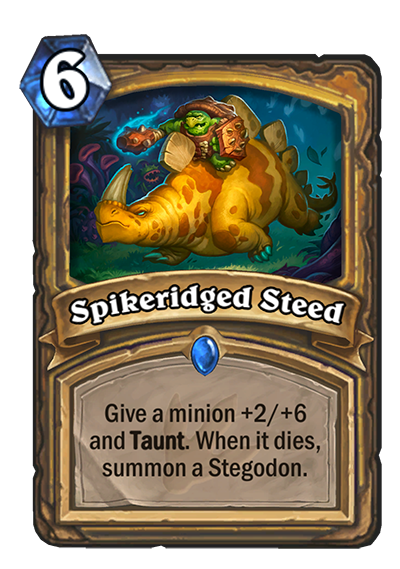 6
Spikeridged Steed
Give a minion +2/+6
and Taunt. When it dies,
summon a Stegodon.